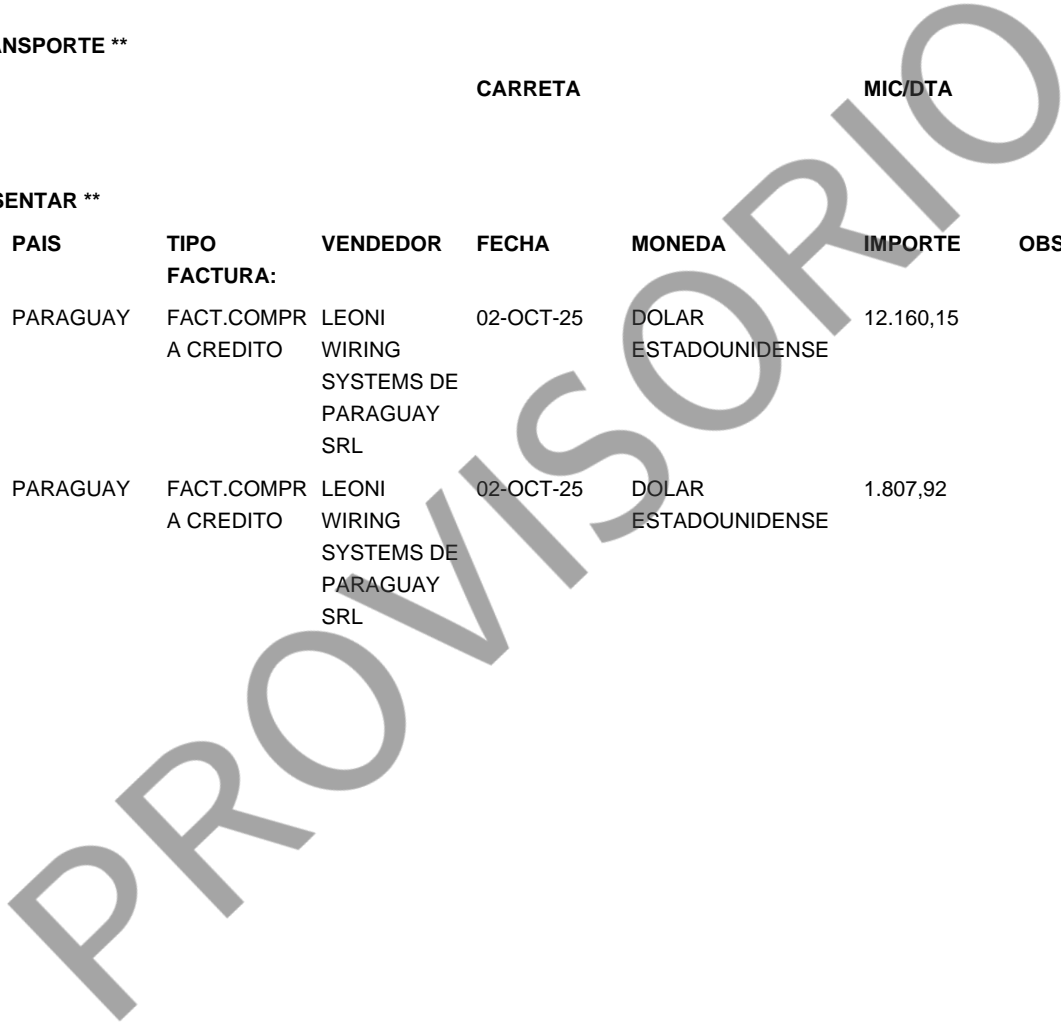 ANSPORTE **
CARRETA MIC/DTA
SENTAR **
PAIS TIPO VENDEDOR FECHA MONEDA IMPORTE OBS
FACTURA:
PARAGUAY FACT.COMPR LEONI 02-OCT-25 DOLAR 12.160,15
A CREDITO WIRING ESTADOUNIDENSE
SYSTEMS DE
PARAGUAY
SRL
PARAGUAY FACT.COMPR LEONI 02-OCT-25 DOLAR 1.807,92
A CREDITO WIRING ESTADOUNIDENSE
SYSTEMS DE
PARAGUAY
SRL
PROVISORIO